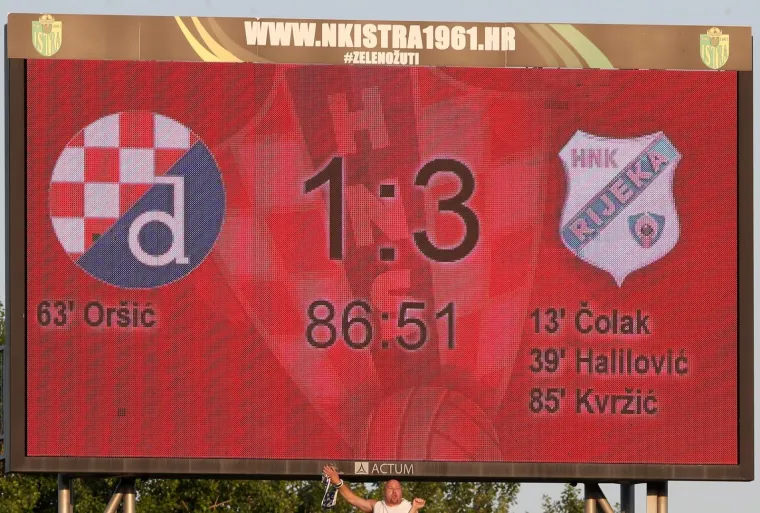 WWW.NKISTRA1961.HR
#ZELENOŽUTI
HNS
1:3
86:51
d
63' Oršić
HNK
RIJEKA
13' Čolak
39' Halilović
85' Kvržić
ACTUM